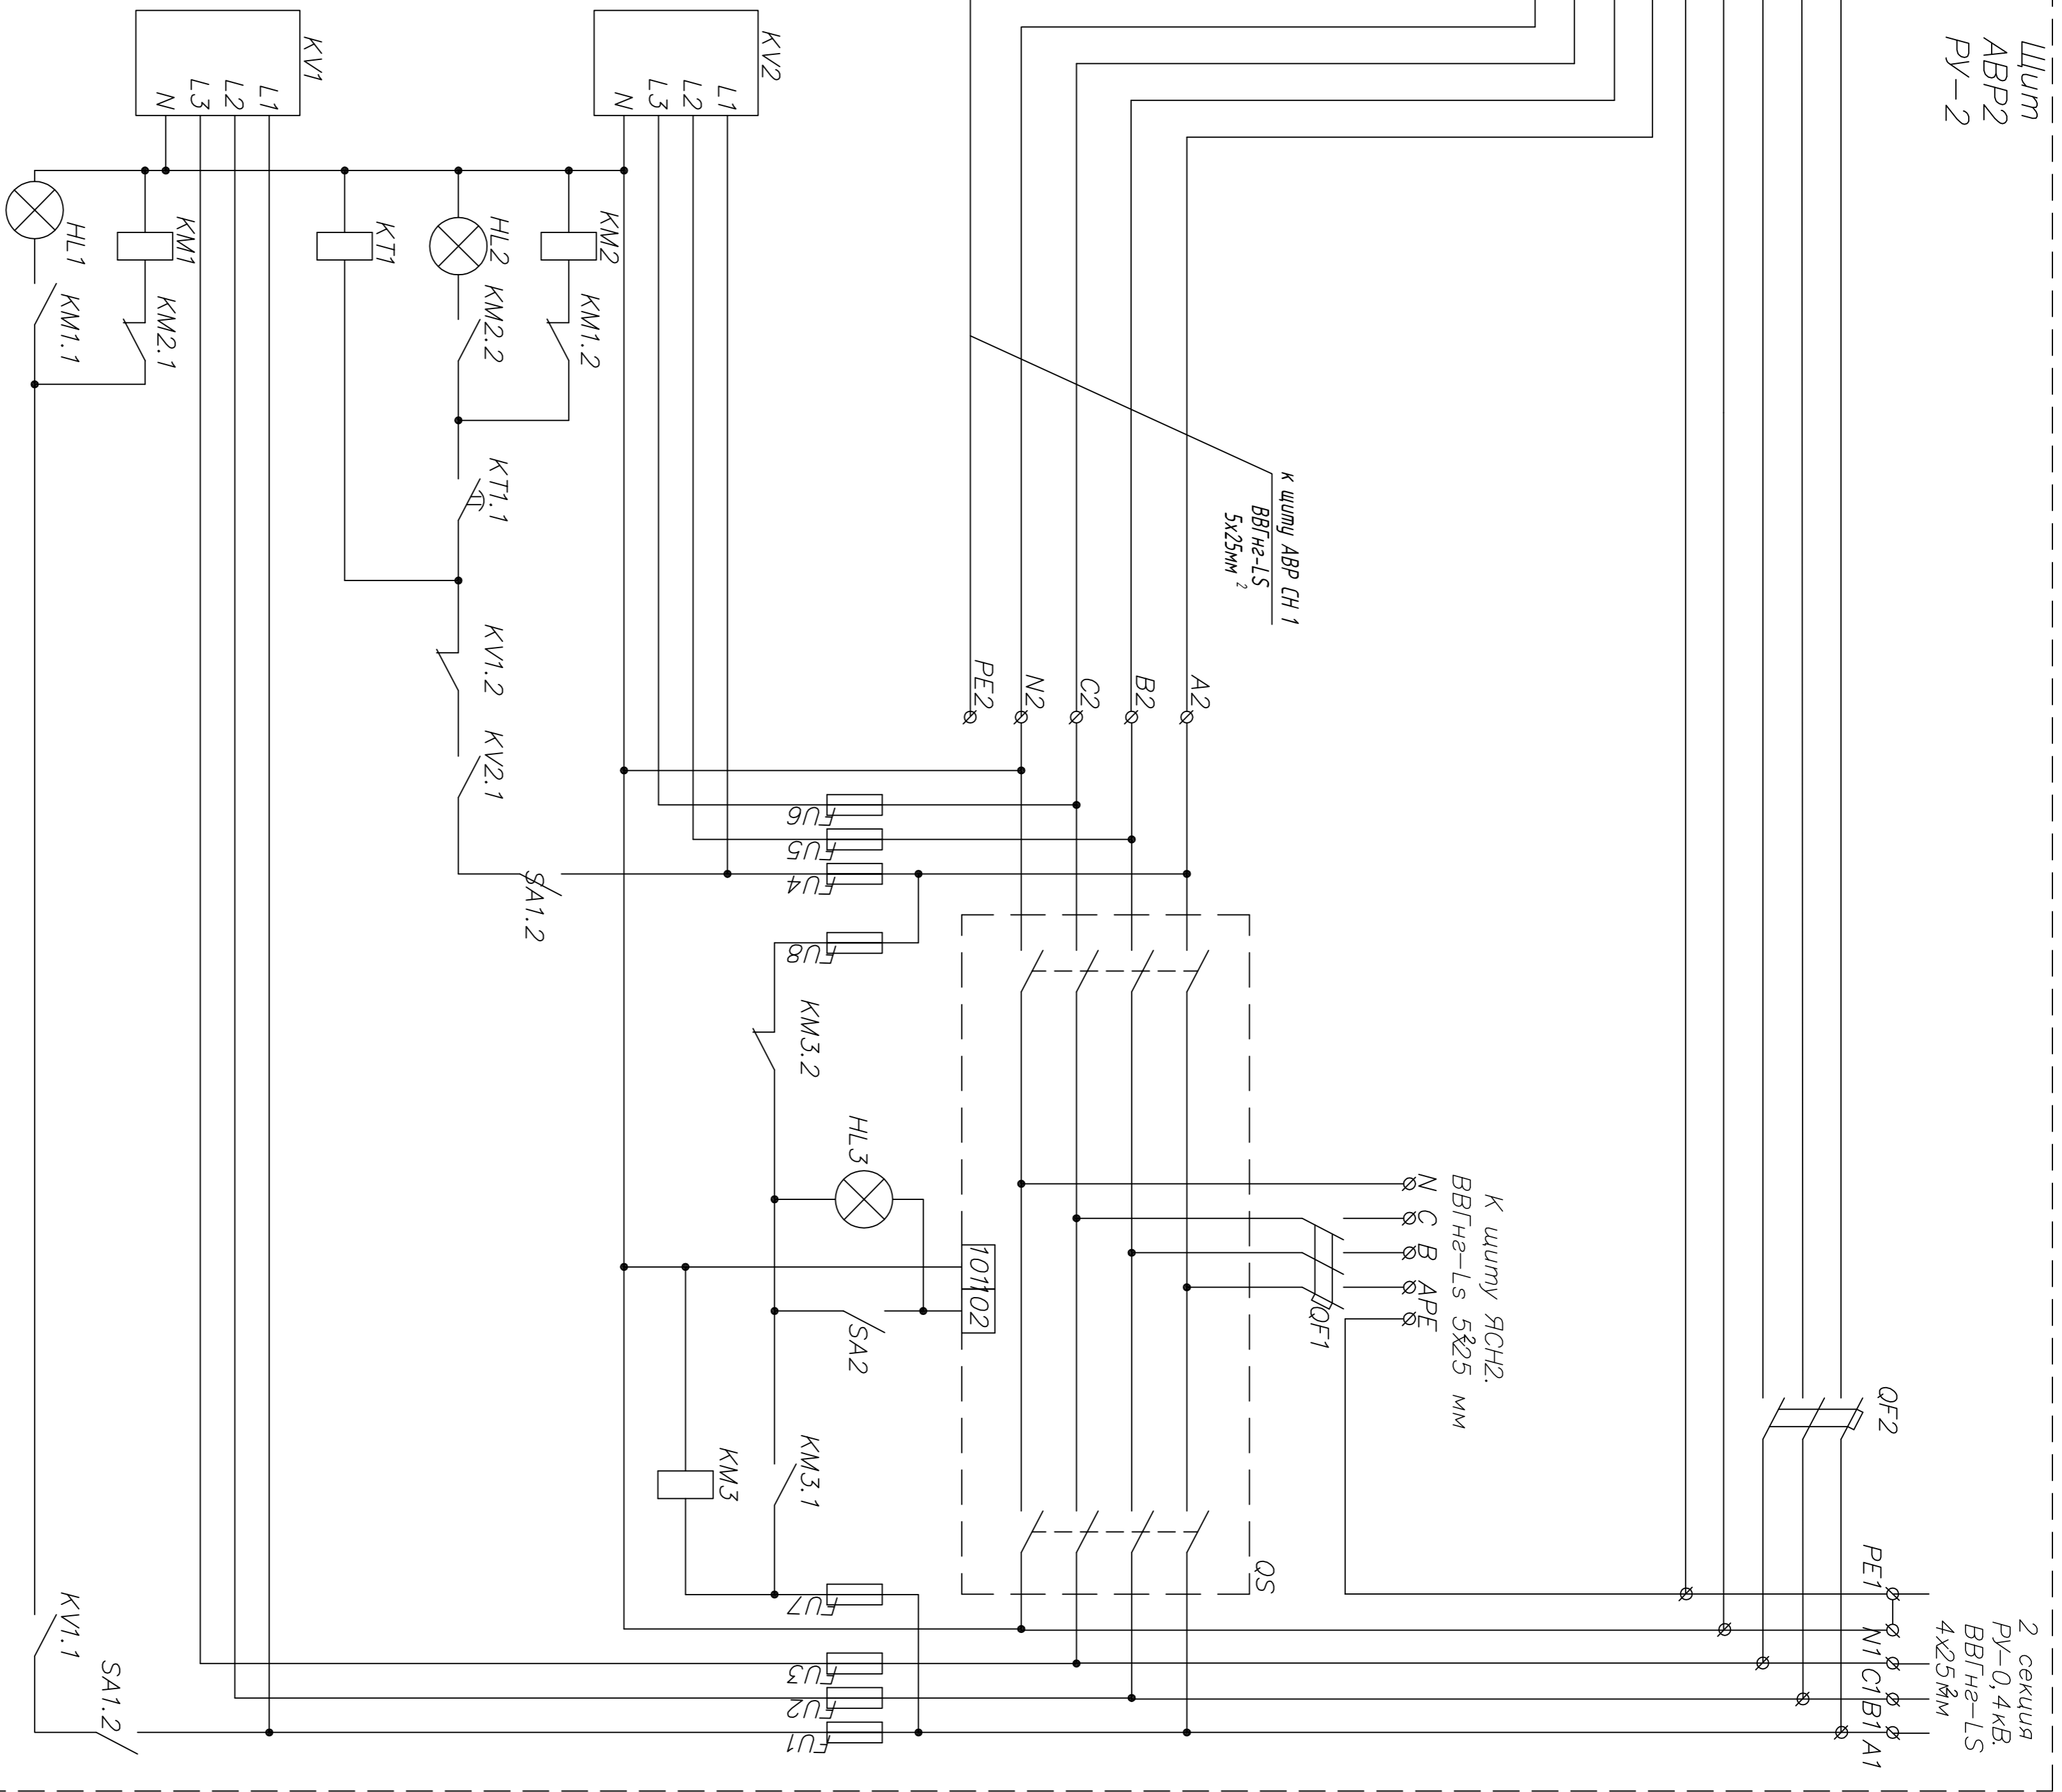 Щит
АВР2
РУ-2
KV1
L1
L2
L3
N
KV2
L1
L2
L3
N
HL1
KM1
KT1
HL2
KM2
KM1.1
KM2.1
KM2.2
KM1.2
KT1.1
к щиту АВР СН 1
ВВГнг-LS
5х25мм 2
KV1.2
KV2.1
PE2
N2
C2
B2
A2
FU6
FU5
FU4
SA1.2
FU8
KM3.2
HL3
101
102
SA2
К щиту ЯСН2.
ВВГнг-Ls 5х25 мм
2
N
C
B
A
PE
QF1
QF2
KM3
KM3.1
QS
FU7
FU3
FU2
FU1
KV1.1
SA1.2
PE1
N1
C1
B1
A1
2 секция
РУ-0,4кВ.
ВВГнг-LS
4х25мм
2